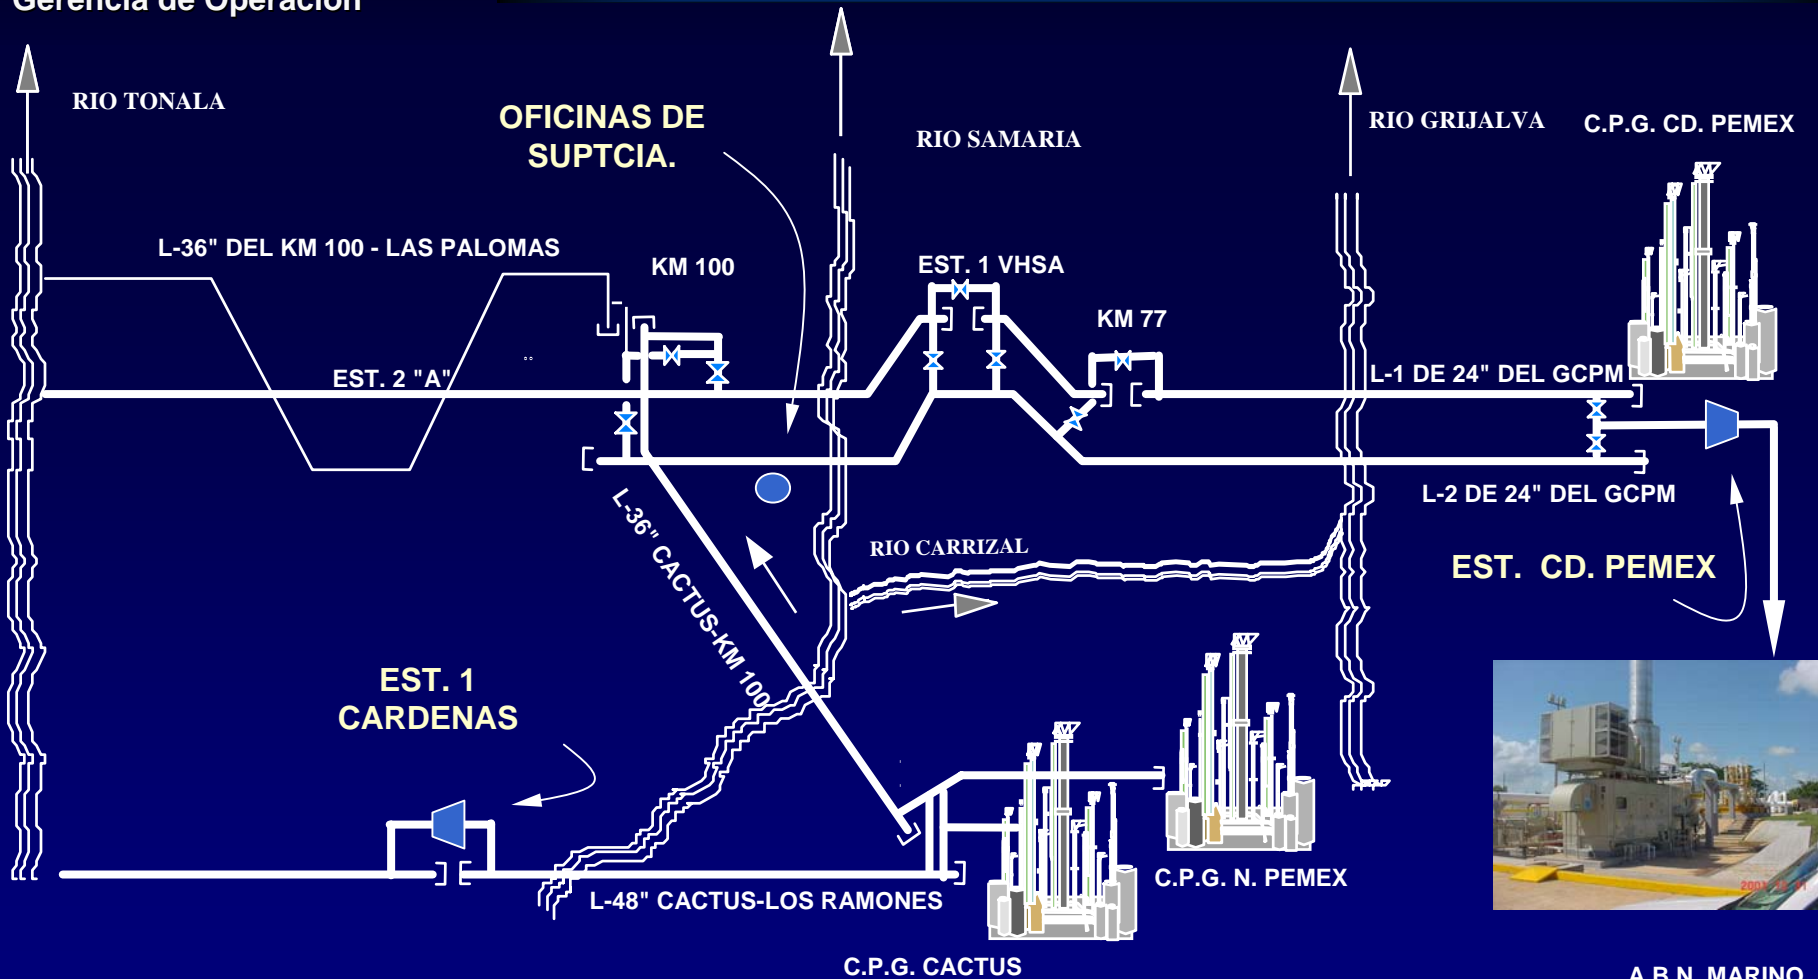 Gerencia de Operación
RIO TONALA
OFICINAS DE
SUPTCIA.
RIO SAMARIA
RIO GRIJALVA
C.P.G. CD. PEMEX
L-36" DEL KM 100 - LAS PALOMAS
KM 100
EST. 1 VHSA
KM 77
EST. 2 "A"
L-1 DE 24" DEL GCPM
L-2 DE 24" DEL GCPM
L-36" CACTUS-KM 100
RIO CARRIZAL
EST. CD. PEMEX
EST. 1
CARDENAS
L-48" CACTUS-LOS RAMONES
C.P.G. N. PEMEX
C.P.G. CACTUS
A.B.N. MARINO